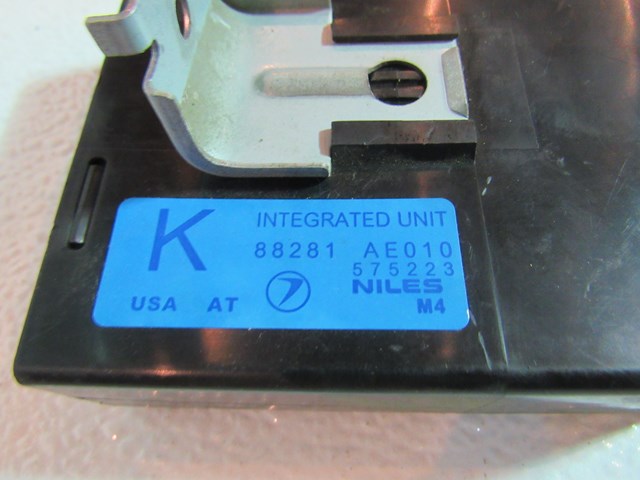 K
INTEGRATED UNIT
88281 AE010
575223
USA AT
NILES
M4